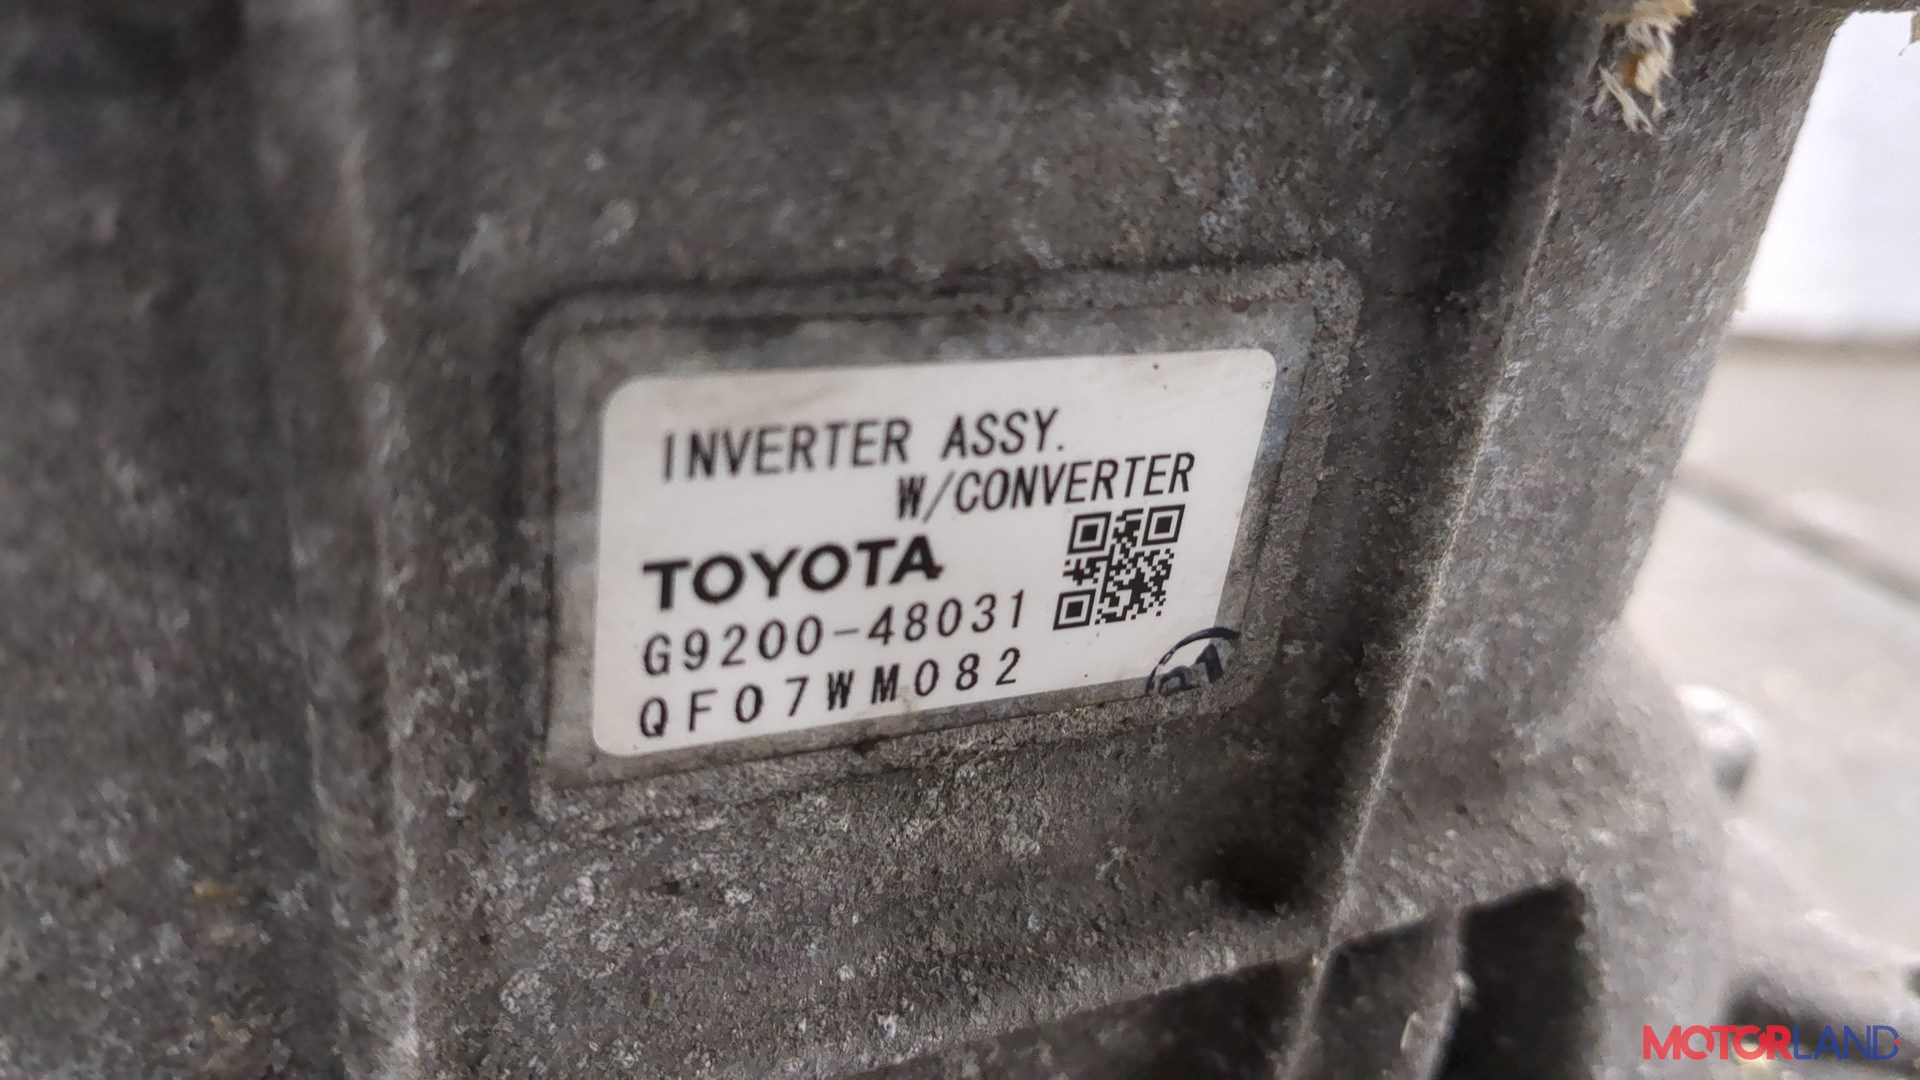 INVERTER ASSY.
W/CONVERTER
TOYOTA
G9200-48031
QF07WM082
MOTORLAND